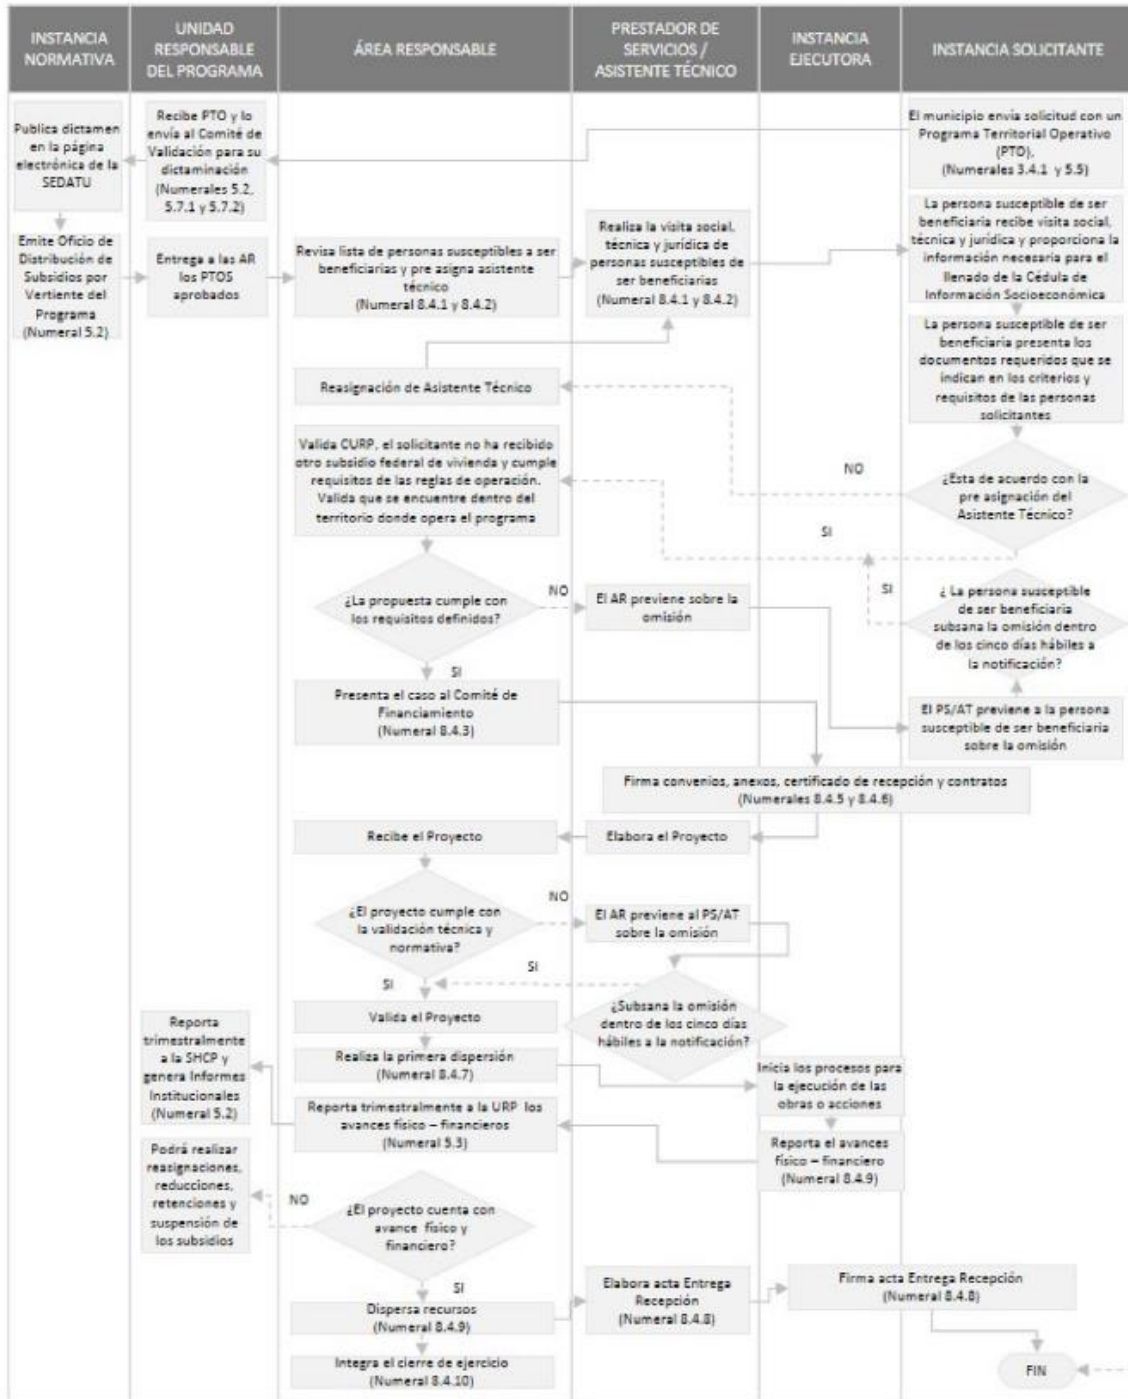 INSTANCIA
NORMATIVA
UNIDAD
RESPONSABLE
DEL PROGRAMA
ÁREA RESPONSABLE
PRESTADOR DE
SERVICIOS /
ASISTENTE TÉCNICO
INSTANCIA
EJECUTORA
INSTANCIA SOLICITANTE
El municipio envía solicitud con un
Programa Territorial Operativo
(PTO),
(Numerales 3.4.1 y 5.5)
Recibe PTO y lo
envía al Comité de
Validación para su
dictaminación
(Numerales 5.2,
5.7.1 y 5.7.2)
Publica dictamen
en la página
electrónica de la
SEDATU
Emite Oficio de
Distribución de
Subsidios por
Vertiente del
Programa
(Numeral 5.2)
Entrega a las AR
los PTOS
aprobados
Revisa lista de personas susceptibles a ser
beneficiarias y pre asigna asistente
técnico
(Numeral 8.4.1 y 8.4.2)
Realiza la visita social,
técnica y jurídica de
personas susceptibles de
ser beneficiarias
(Numeral 8.4.1 y 8.4.2)
La persona susceptible de ser
beneficiaria recibe visita social,
técnica y jurídica y proporciona la
información necesaria para el
llenado de la Cédula de
Información Socioeconómica
La persona susceptible de ser
beneficiaria presenta los
documentos requeridos que se
indican en los criterios y
requisitos de las personas
solicitantes
Reasignación de Asistente Técnico
NO
¿Esta de acuerdo con la
pre asignación del
Asistente Técnico?
SI
Valida CURP, el solicitante no ha recibido
otro subsidio federal de vivienda y cumple
requisitos de las reglas de operación.
Valida que se encuentre dentro del
territorio donde opera el programa
¿La propuesta cumple con
los requisitos definidos?
NO
El AR previene sobre la
omisión
SI
¿ La persona susceptible
de ser beneficiaria
subsana la omisión dentro
de los cinco días hábiles a
la notificación?
El PS/AT previene a la persona
susceptible de ser beneficiaria
sobre la omisión
SI
Presenta el caso al Comité de
Financiamiento
(Numeral 8.4.3)
Firma convenios, anexos, certificado de recepción y contratos
(Numerales 8.4.5 y 8.4.6)
Recibe el Proyecto
Elabora el Proyecto
¿El proyecto cumple con
la validación técnica y
normativa?
NO
El AR previene al PS/AT
sobre la omisión
SI
SI
¿Subsana la omisión
dentro de los cinco días
hábiles a la notificación?
Valida el Proyecto
Realiza la primera dispersión
(Numeral 8.4.7)
Inicia los procesos para
la ejecución de las
obras o acciones
Reporta
trimestralmente
a la SHCP y
genera Informes
Institucionales
(Numeral 5.2)
Reporta trimestralmente a la URP los
avances físico – financieros
(Numeral 5.3)
Reporta el avances
físico – financiero
(Numeral 8.4.9)
Podrá realizar
reasignaciones,
reducciones,
retenciones y
suspensión de
los subsidios
NO
¿El proyecto cuenta con
avance físico y
financiero?
SI
Dispersa recursos
(Numeral 8.4.9)
Elabora acta Entrega
Recepción
(Numeral 8.4.8)
Firma acta Entrega Recepción
(Numeral 8.4.8)
Integra el cierre de ejercicio
(Numeral 8.4.10)
FIN